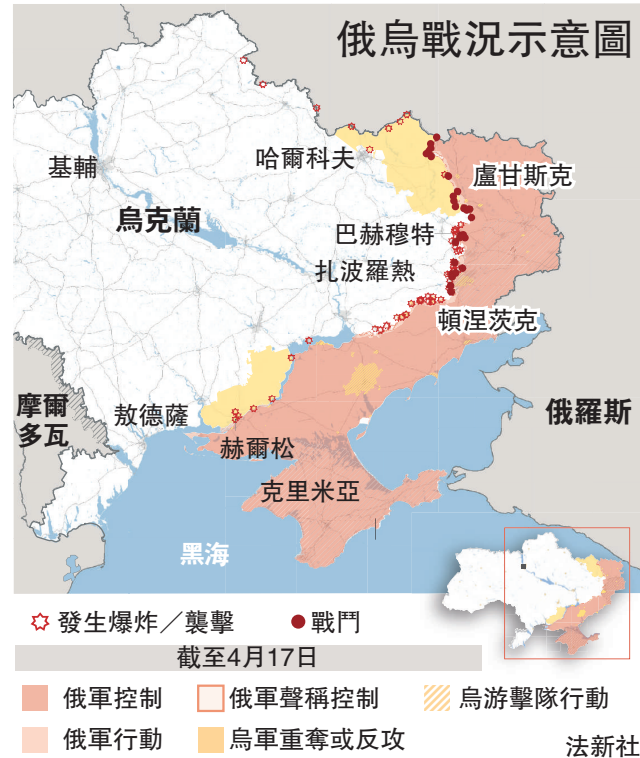 俄烏戰況示意圖
基輔
哈爾科夫
盧甘斯克
烏克蘭
巴赫穆特
扎波羅熱
頓涅茨克
摩爾
多瓦
敖德薩
俄羅斯
赫爾松
克里米亞
黑海
發生爆炸／襲擊
戰鬥
截至4月17日
俄軍控制
俄軍聲稱控制
烏游擊隊行動
俄軍行動
烏軍重奪或反攻
法新社